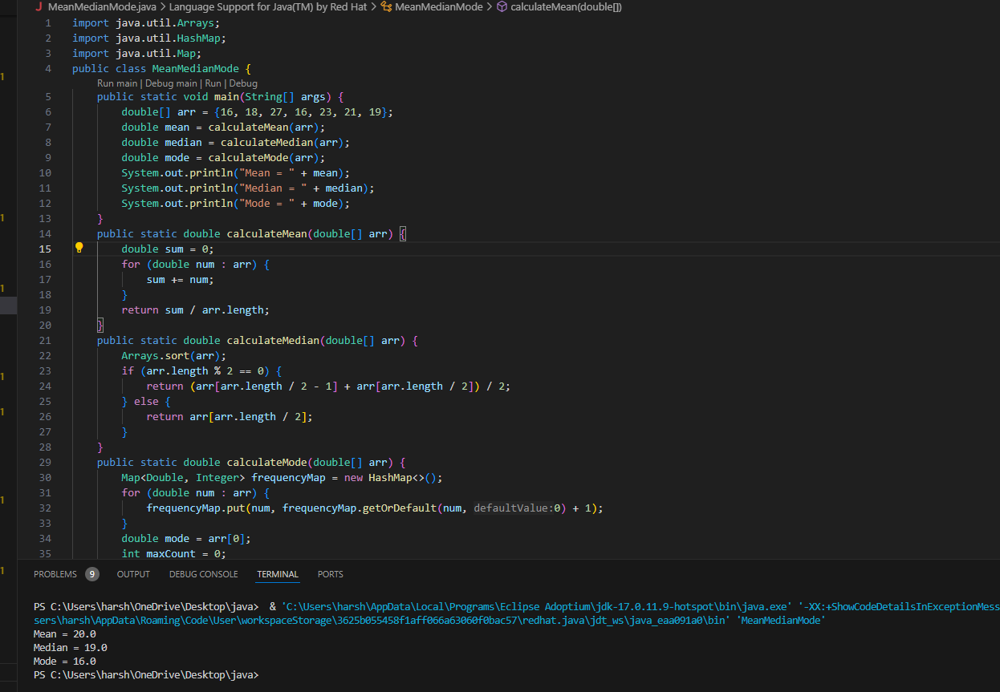 MeanMedianMode.java > Language Support for Java(TM) by Red Hat > MeanMedianMode > calculateMean(double[])
1 import java.util.Arrays;
2 import java.util.HashMap;
3 import java.util.Map;
4 public class MeanMedianMode {
Run main | Debug main | Run | Debug
5 public static void main(String[] args) {
6 double[] arr = {16, 18, 27, 16, 23, 21, 19};
7 double mean = calculateMean(arr);
8 double median = calculateMedian(arr);
9 double mode = calculateMode(arr);
10 System.out.println("Mean = " + mean);
11 System.out.println("Median = " + median);
12 System.out.println("Mode = " + mode);
13 }
14 public static double calculateMean(double[] arr) {
15 double sum = 0;
16 for (double num : arr) {
17 sum += num;
18 }
19 return sum / arr.length;
20 }
21 public static double calculateMedian(double[] arr) {
22 Arrays.sort(arr);
23 if (arr.length % 2 == 0) {
24 return (arr[arr.length / 2 - 1] + arr[arr.length / 2]) / 2;
25 } else {
26 return arr[arr.length / 2];
27 }
28 }
29 public static double calculateMode(double[] arr) {
30 Map<Double, Integer> frequencyMap = new HashMap<>();
31 for (double num : arr) {
32 frequencyMap.put(num, frequencyMap.getOrDefault(num, defaultValue:0) + 1);
33 }
34 double mode = arr[0];
35 int maxCount = 0;
PROBLEMS 9 OUTPUT DEBUG CONSOLE TERMINAL PORTS
PS C:\Users\harsh\OneDrive\Desktop\java> & 'C:\Users\harsh\AppData\Local\Programs\Eclipse Adoptium\jdk-17.0.11.9-hotspot\bin\java.exe' '-XX:+ShowCodeDetailsInExceptionMess
sers\harsh\AppData\Roaming\Code\User\workspaceStorage\3625b055458f1aff066a63060f0bac57\redhat.java\jdt_ws\java_eaa091a0\bin' 'MeanMedianMode'
Mean = 20.0
Median = 19.0
Mode = 16.0
PS C:\Users\harsh\OneDrive\Desktop\java>